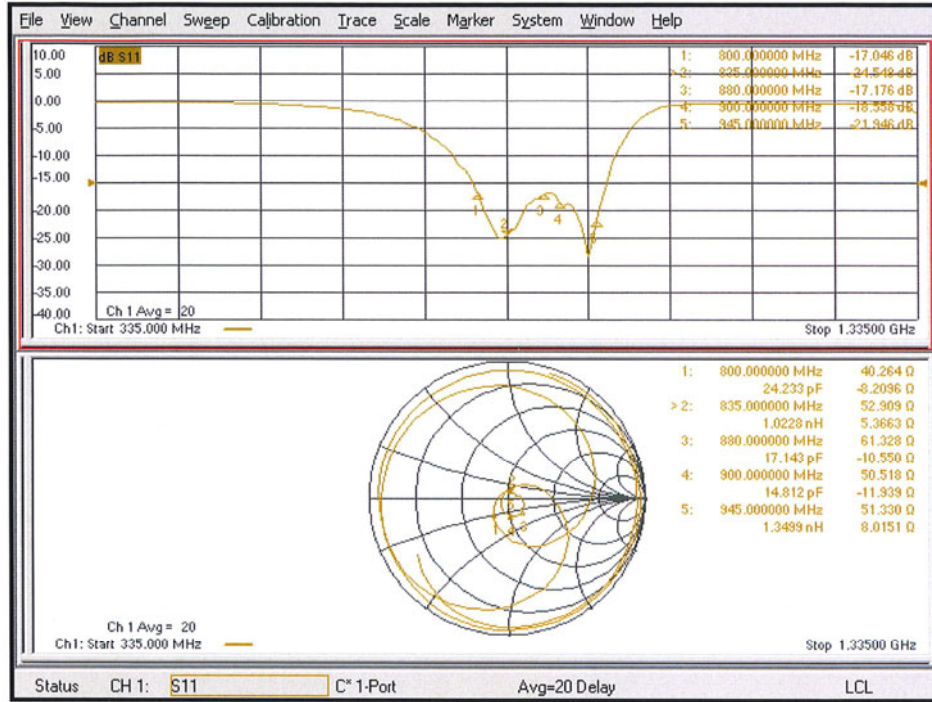 File View Channel Sweep Calibration Trace Scale Marker System Window Help
dB S11
10.00
5.00
0.00
-5.00
-10.00
-15.00
-20.00
-25.00
-30.00
-35.00
-40.00
1: 800.000000 MHz -17.046 dB
>2: 835.000000 MHz -24.548 dB
3: 880.000000 MHz -17.176 dB
4: 900.000000 MHz -18.558 dB
5: 945.000000 MHz -21.946 dB
1 2 3 4
Ch 1 Avg = 20
Ch1: Start 335.000 MHz Stop 1.33500 GHz
1: 800.000000 MHz 40.264 Ω
24.233 pF -8.2096 Ω
> 2: 835.000000 MHz 52.909 Ω
1.0228 nH 5.3663 Ω
3: 880.000000 MHz 61.328 Ω
17.143 pF -10.550 Ω
4: 900.000000 MHz 50.518 Ω
14.812 pF -11.939 Ω
5: 945.000000 MHz 51.330 Ω
1.3499 nH 8.0151 Ω
1 3
Ch 1 Avg = 20
Ch1: Start 335.000 MHz Stop 1.33500 GHz
Status CH 1: S11 C* 1-Port Avg=20 Delay LCL